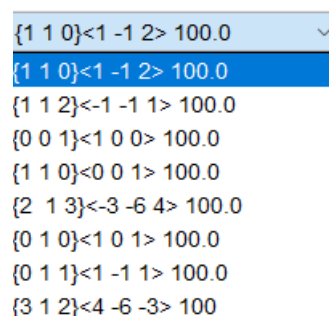 {1 1 0}<1 -1 2> 100.0
{1 1 0}<1 -1 2> 100.0
{1 1 2}<-1 -1 1> 100.0
{0 0 1}<1 0 0> 100.0
{1 1 0}<0 0 1> 100.0
{2  1 3}<-3 -6 4> 100.0
{0 1 0}<1 0 1> 100.0
{0 1 1}<1 -1 1> 100.0
{3 1 2}<4 -6 -3> 100